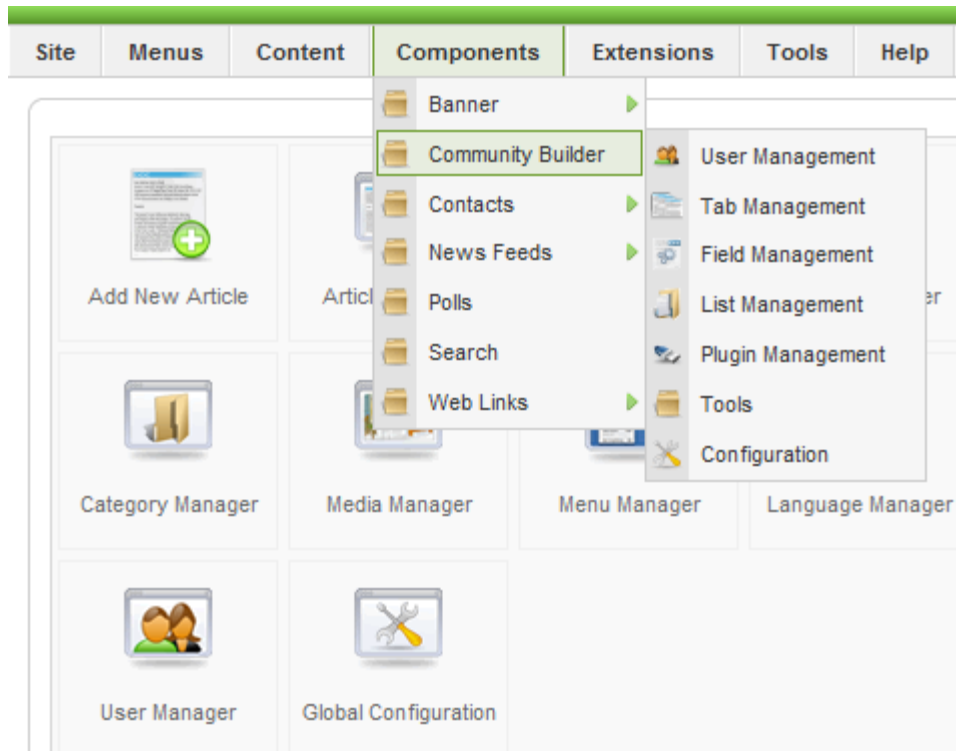 Site Menus Content Components Extensions Tools Help
Banner
Community Builder
Contacts
News Feeds
Polls
Search
Web Links
User Management
Tab Management
Field Management
List Management
Plugin Management
Tools
Configuration
Add New Article
Category Manager Media Manager Menu Manager Language Manager
User Manager Global Configuration